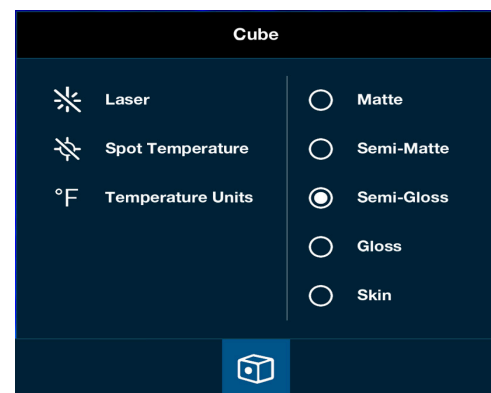 Cube
Laser
Spot Temperature
°F Temperature Units
Matte
Semi-Matte
Semi-Gloss
Gloss
Skin